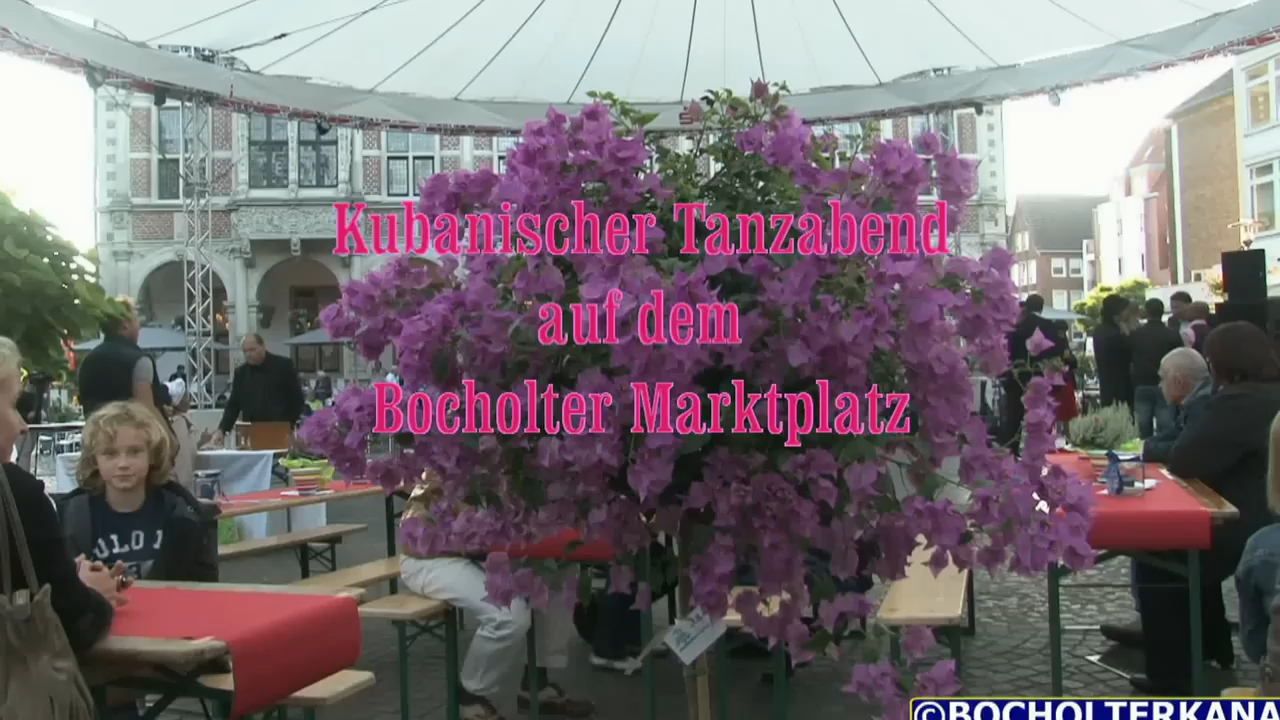 Kubanischer Tanzabend
auf dem
Bocholter Marktplatz
©BOCHOLTERKANA